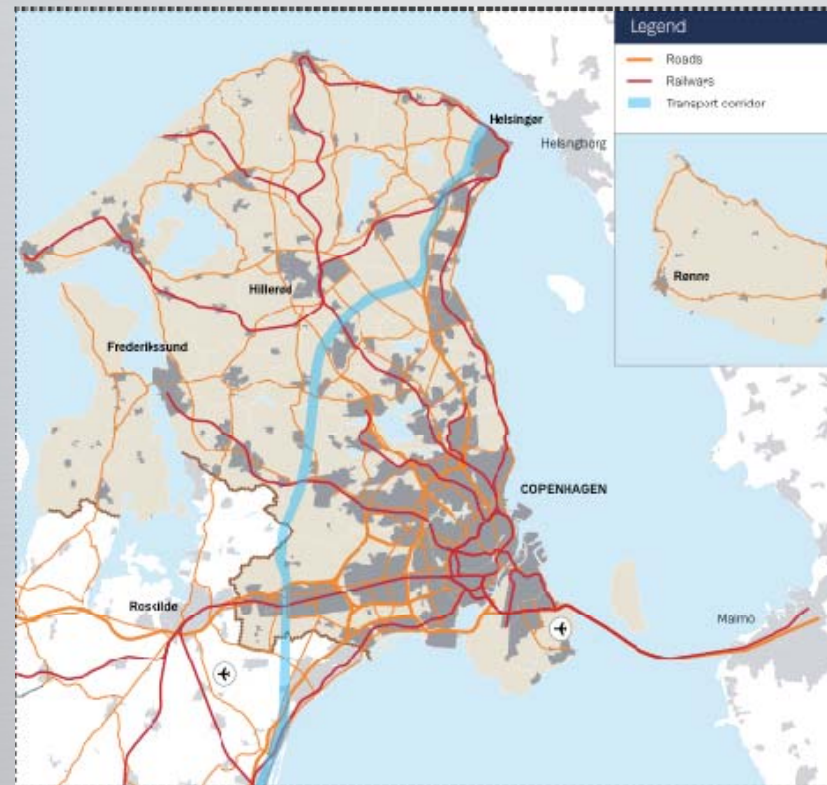 Legend
Roads
Railways
Transport corridor
Helsingør
Helsingborg
Rønne
Hillerød
Frederikssund
COPENHAGEN
Roskilde
Malmö